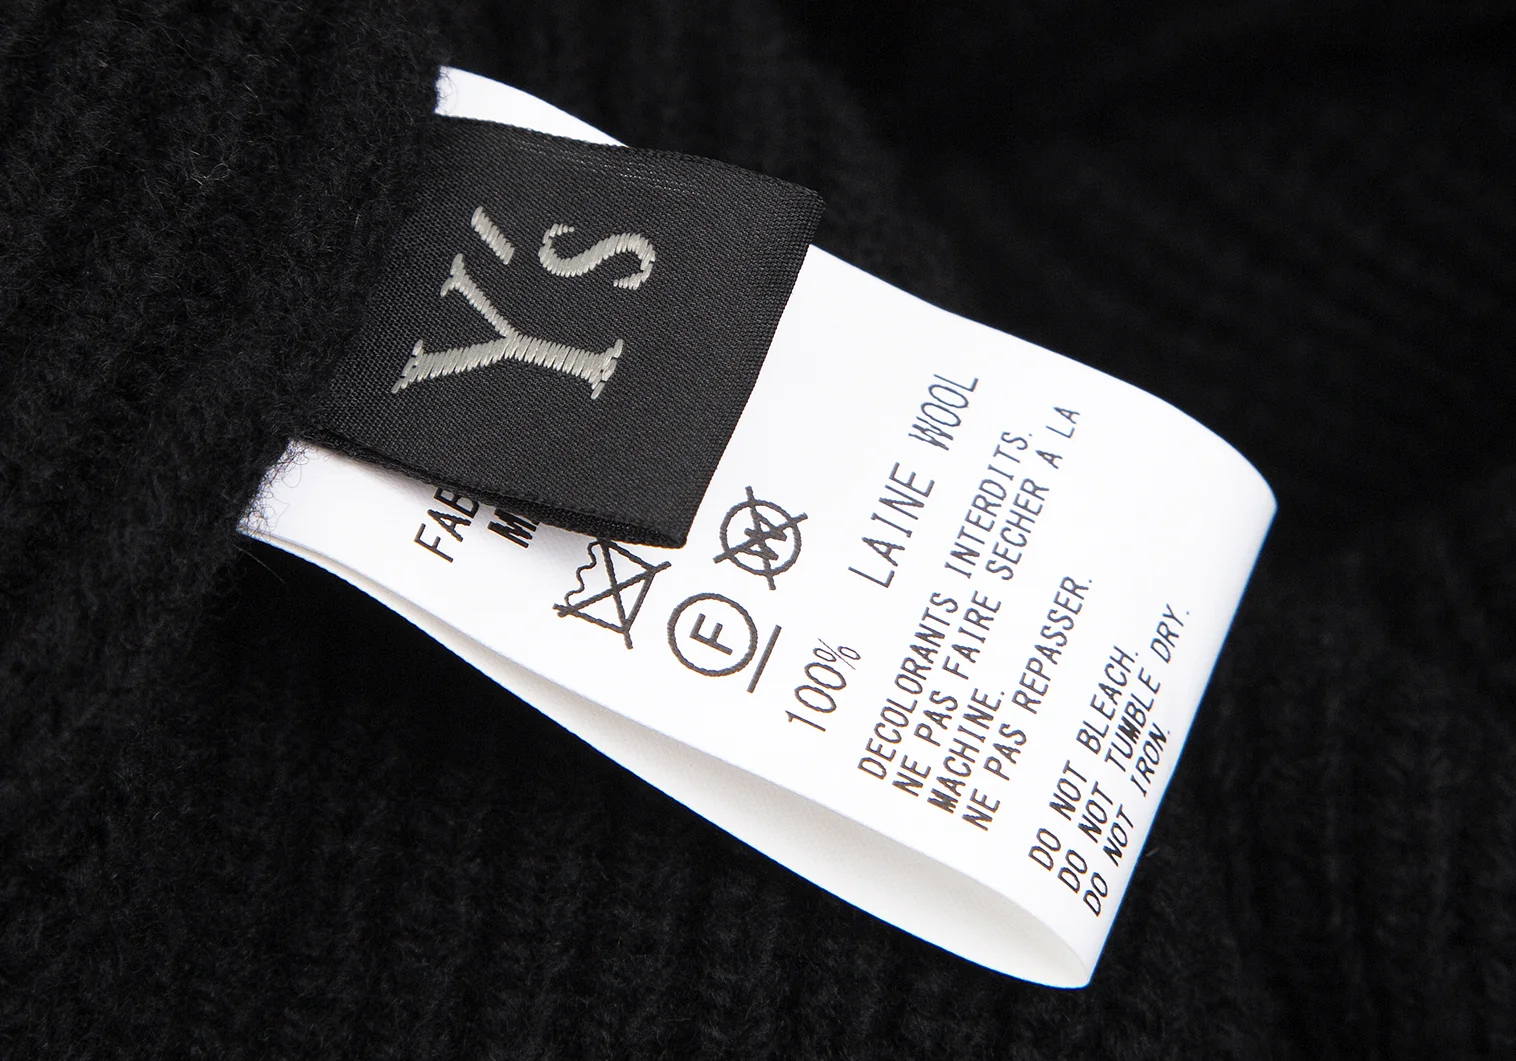 Y's
FAB
F
W
100% LAINE WOOL
DECOLORANTS INTERDITS.
NE PAS FAIRE SECHER A LA
MACHINE.
NE PAS REPASSER.
DO NOT BLEACH.
DO NOT TUMBLE DRY.
DO NOT IRON.